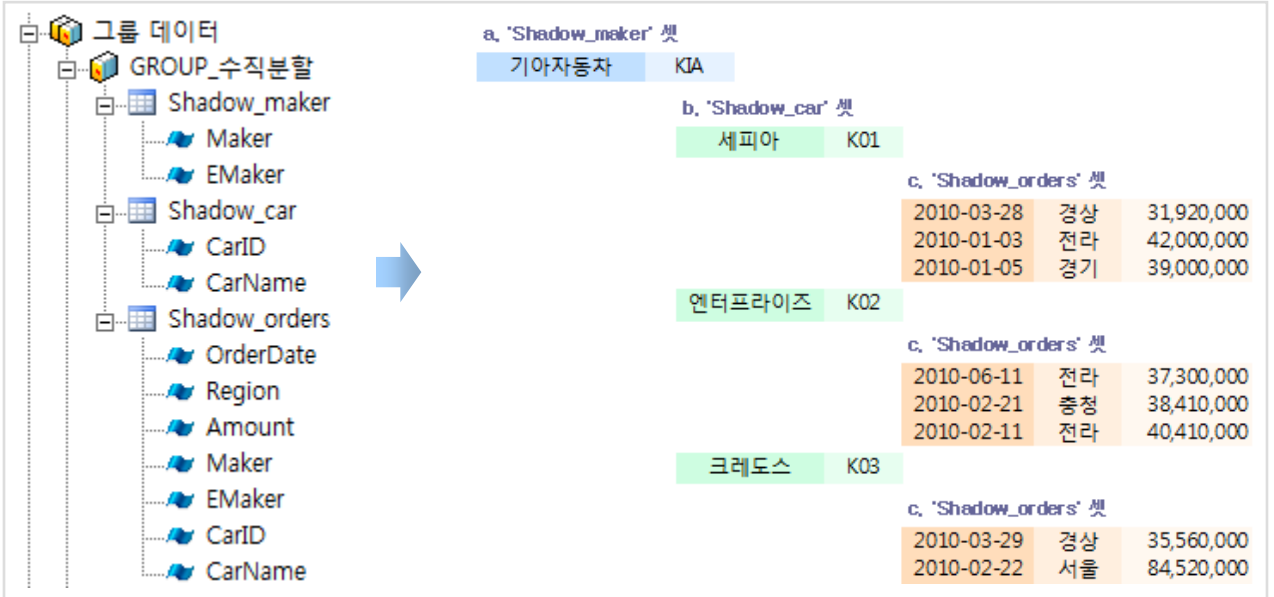 그룹 데이터
GROUP_수직분할
Shadow_maker
Maker
EMaker
Shadow_car
CarID
CarName
Shadow_orders
OrderDate
Region
Amount
Maker
EMaker
CarID
CarName
a, 'Shadow_maker' 셋
기아자동차 KIA
b, 'Shadow_car' 셋
세피아 K01
c, 'Shadow_orders' 셋
2010-03-28 경상 31,920,000
2010-01-03 전라 42,000,000
2010-01-05 경기 39,000,000
엔터프라이즈 K02
c, 'Shadow_orders' 셋
2010-06-11 전라 37,300,000
2010-02-21 충청 38,410,000
2010-02-11 전라 40,410,000
크레도스 K03
c, 'Shadow_orders' 셋
2010-03-29 경상 35,560,000
2010-02-22 서울 84,520,000